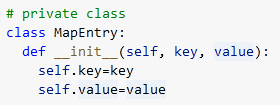 # private class
class MapEntry:
  def __init__(self, key, value):
    self.key=key
    self.value=value